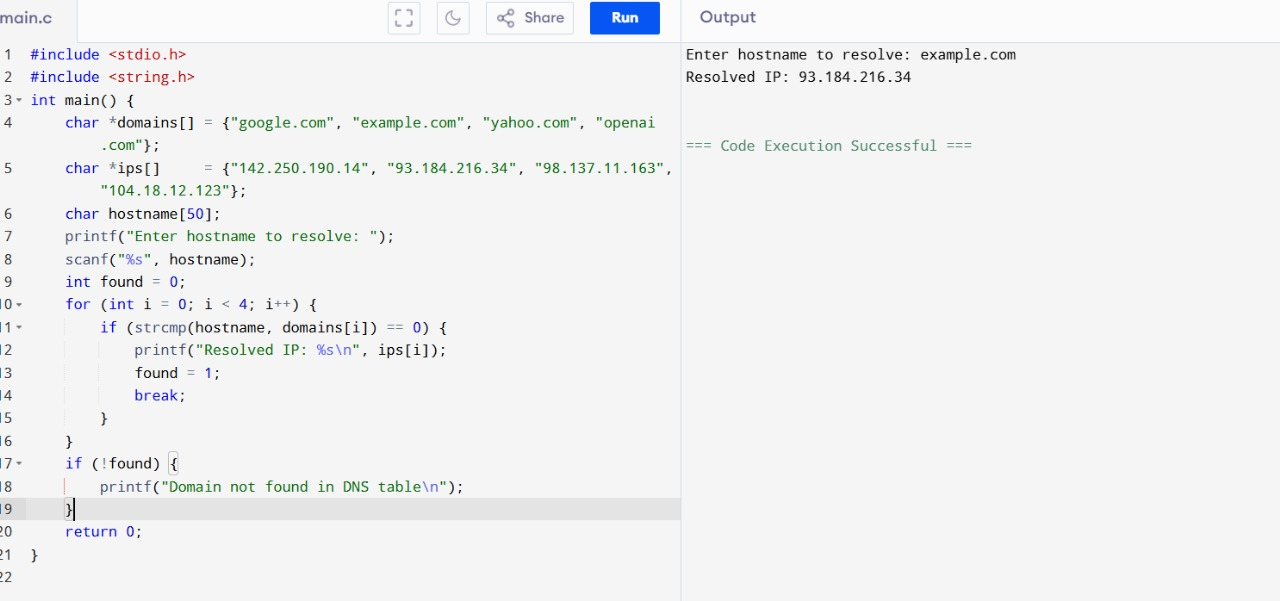 main.c
Share
Run
Output
1 #include <stdio.h>
2 #include <string.h>
3 int main() {
4     char *domains[] = {"google.com", "example.com", "yahoo.com", "openai
        .com"};
5     char *ips[]     = {"142.250.190.14", "93.184.216.34", "98.137.11.163",
        "104.18.12.123"};
6     char hostname[50];
7     printf("Enter hostname to resolve: ");
8     scanf("%s", hostname);
9     int found = 0;
10     for (int i = 0; i < 4; i++) {
11         if (strcmp(hostname, domains[i]) == 0) {
12             printf("Resolved IP: %s\n", ips[i]);
13             found = 1;
14             break;
15         }
16     }
17     if (!found) {
18         printf("Domain not found in DNS table\n");
19     }
20     return 0;
21 }
22
Enter hostname to resolve: example.com
Resolved IP: 93.184.216.34
=== Code Execution Successful ===